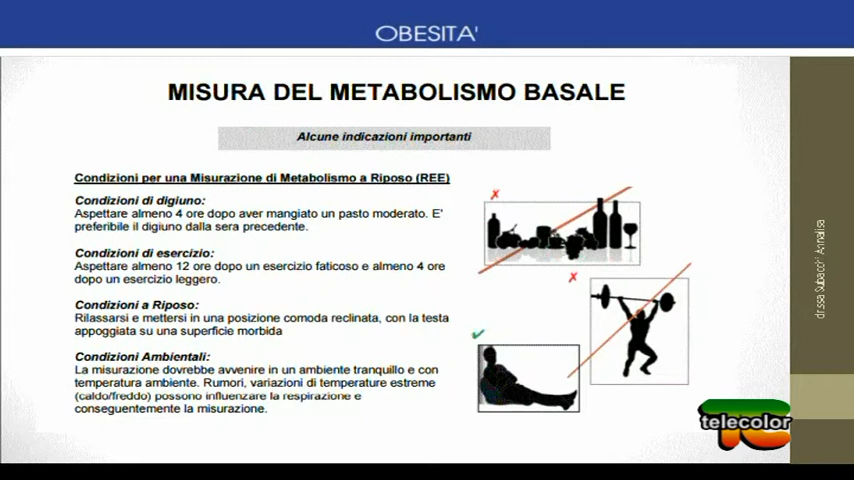 OBESITA'
MISURA DEL METABOLISMO BASALE
Alcune indicazioni importanti
Condizioni per una Misurazione di Metabolismo a Riposo (REE)
Condizioni di digiuno:
Aspettare almeno 4 ore dopo aver mangiato un pasto moderato. E'
preferibile il digiuno dalla sera precedente.
Condizioni di esercizio:
Aspettare almeno 12 ore dopo un esercizio faticoso e almeno 4 ore
dopo un esercizio leggero.
Condizioni a Riposo:
Rilassarsi e mettersi in una posizione comoda reclinata, con la testa
appoggiata su una superficie morbida
Condizioni Ambientali:
La misurazione dovrebbe avvenire in un ambiente tranquillo e con
temperatura ambiente. Rumori, variazioni di temperature estreme
(caldo/freddo) possono influenzare la respirazione e
conseguentemente la misurazione.
dr.ssa Subacchi Annalisa
telecolor